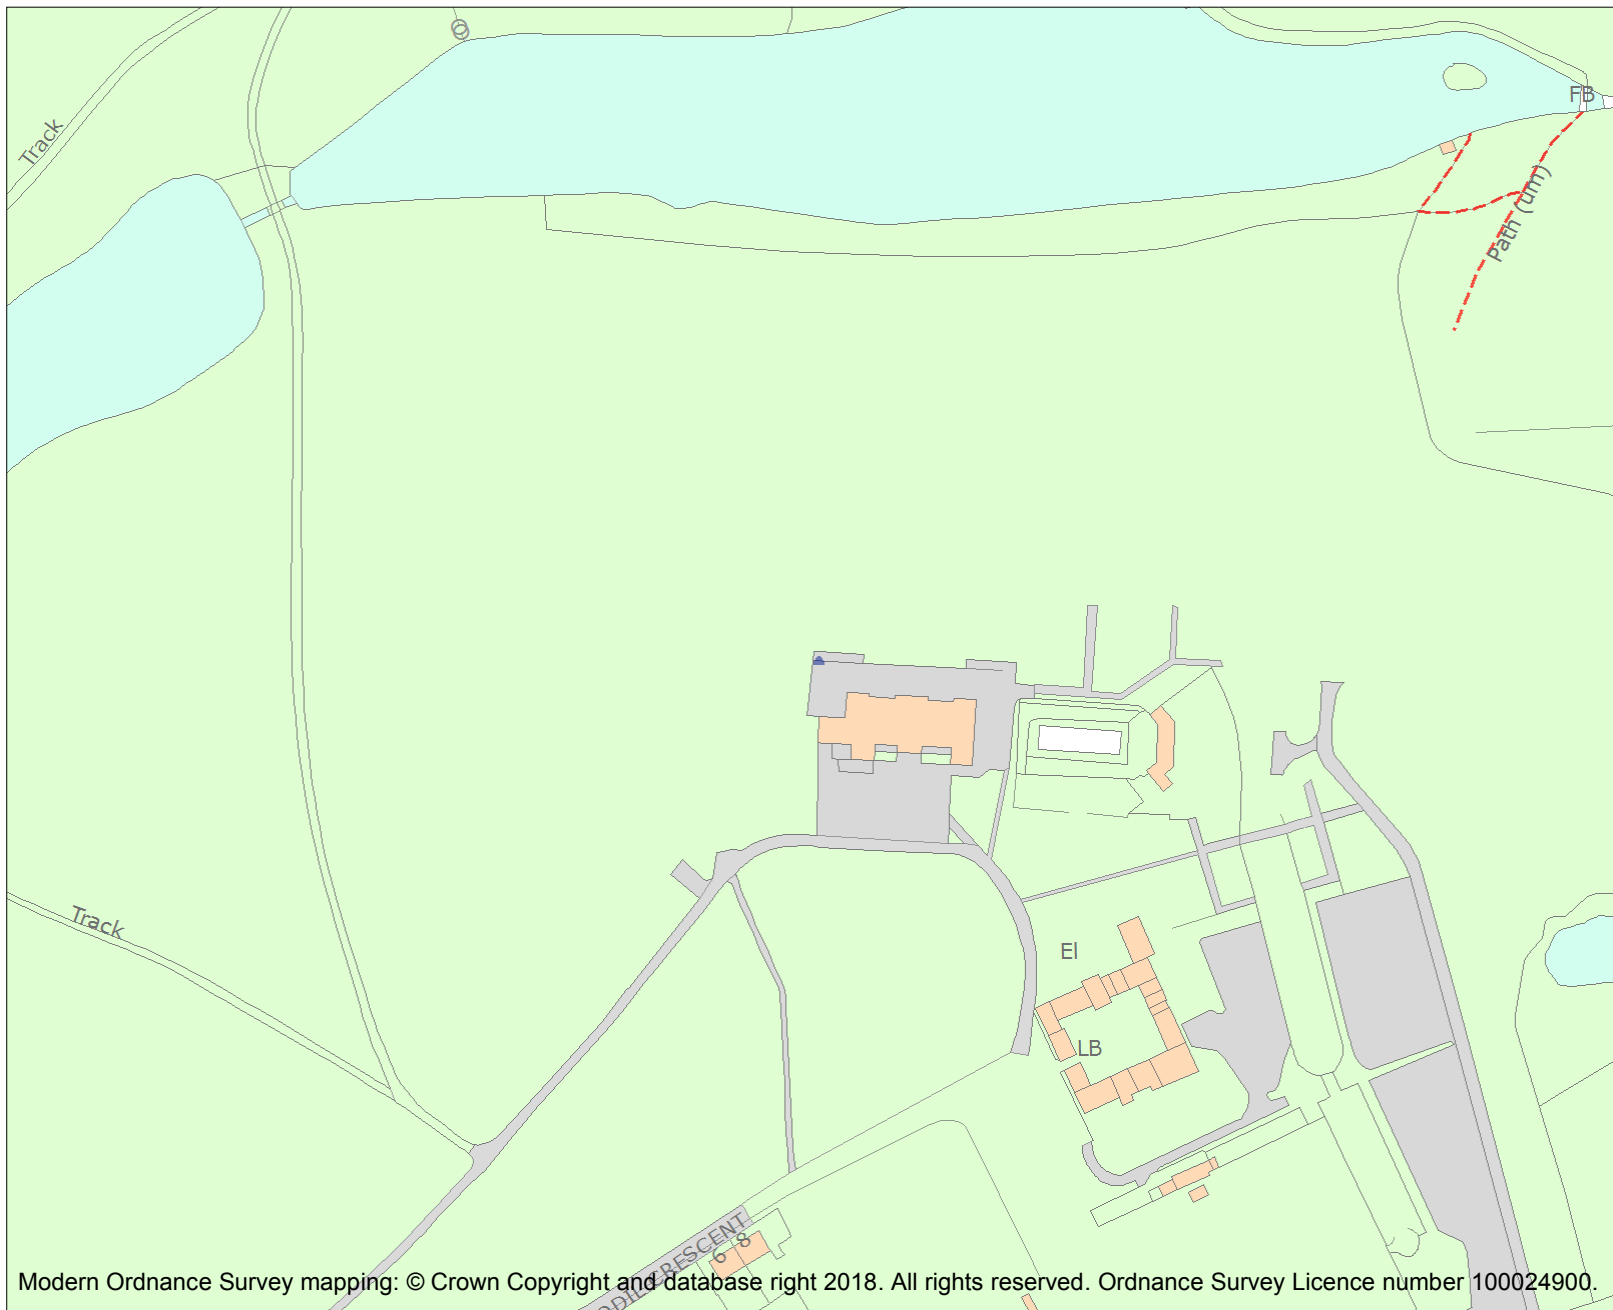 FB
Track
Path (um)
Track
El
LB
CRESCENT
6 8
Modern Ordnance Survey mapping: © Crown Copyright and database right 2018. All rights reserved. Ordnance Survey Licence number 100024900.